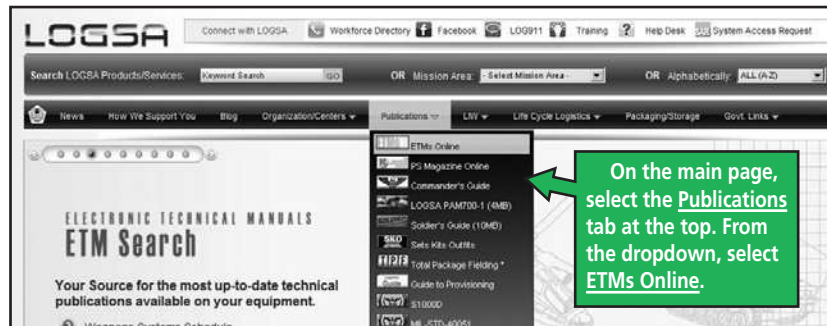 LOGSA
Connect with LOGSA Workforce Directory Facebook LOG911 Training Help Desk System Access Request
Search LOGSA Products/Services: Keyword Search GO OR Mission Area: - Select Mission Area - OR Alphabetically: ALL (A-Z)
News How We Support You Blog Organization/Centers Publications LIW Life Cycle Logistics Packaging/Storage Govt. Links
ETMs Online
PS Magazine Online
Commander's Guide
LOGSA PAM700-1 (4MB)
Soldier's Guide (10MB)
SKO Sets Kits Outfits
Total Package Fielding *
Guide to Provisioning
S1000D
MIL-STD-40051
On the main page,
select the Publications
tab at the top. From
the dropdown, select
ETMs Online.
ELECTRONIC TECHNICAL MANUALS
ETM Search
Your Source for the most up-to-date technical
publications available on your equipment.
Weapons Systems Schedule